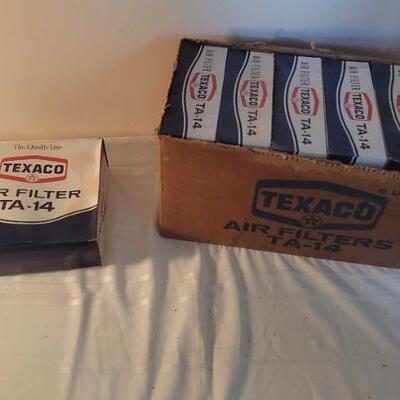 The Quality Line
TEXACO
R FILTER
TA-14
AIR FILTER
TEXACO
TA-14
AIR FILTER
TEXACO
TA-14
AIR FILTER
TEXACO
TA-14
AIR FILTER
TEXACO
TA-14
6 U
TEXACO
AIR FILTERS
TA-14